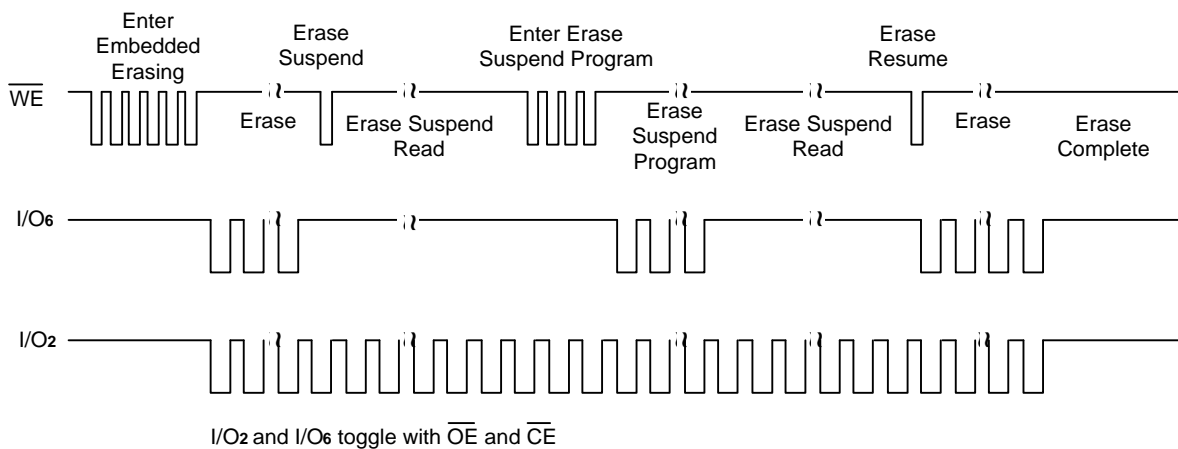 Enter
Embedded
Erasing
Erase
Suspend
Enter Erase
Suspend Program
Erase
Resume
WE
Erase
Erase Suspend
Read
Erase
Suspend
Program
Erase Suspend
Read
Erase
Erase
Complete
I/O6
I/O2
I/O2 and I/O6 toggle with OE and CE